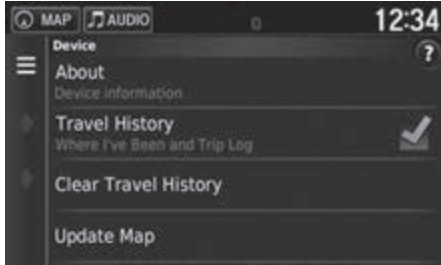 MAP AUDIO 12:34
Device
?
About
Device information
Travel History
Where I've Been and Trip Log
Clear Travel History
Update Map